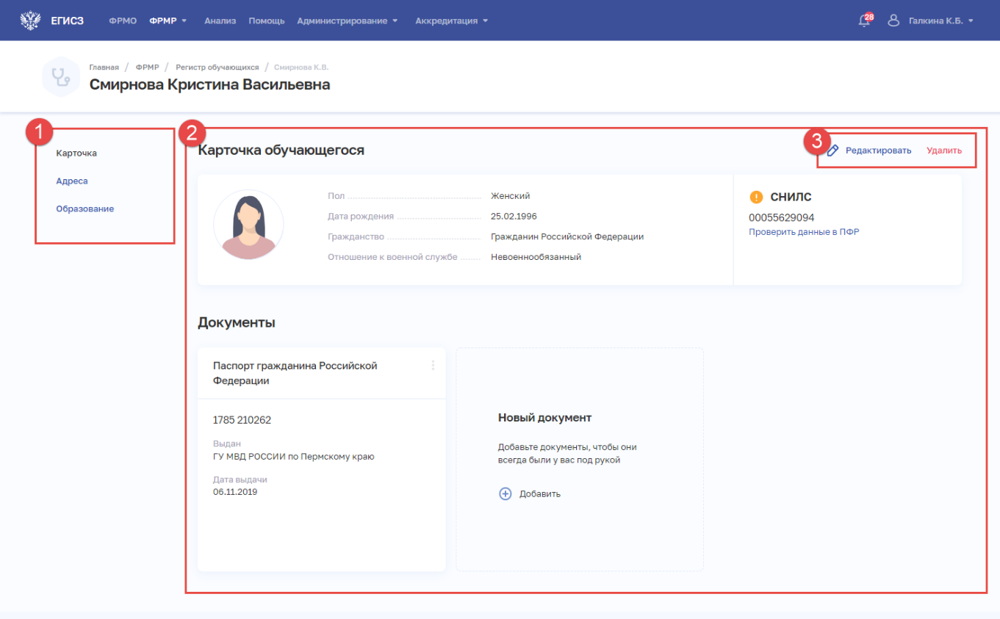 ЕГИСЗ ФРМО ФРМР Анализ Помощь Администрирование Аккредитация 28 Галкина К.Б.
Главная / ФРМР / Регистр обучающихся / Смирнова К.В.
Смирнова Кристина Васильевна
1
Карточка
Адреса
Образование
2
Карточка обучающегося
3
Редактировать Удалить
Пол Женский
Дата рождения 25.02.1996
Гражданство Гражданин Российской Федерации
Отношение к военной службе Невоеннообязанный
! СНИЛС
00055629094
Проверить данные в ПФР
Документы
Паспорт гражданина Российской
Федерации
1785 210262
Выдан
ГУ МВД РОССИИ по Пермскому краю
Дата выдачи
06.11.2019
Новый документ
Добавьте документы, чтобы они
всегда были у вас под рукой
Добавить